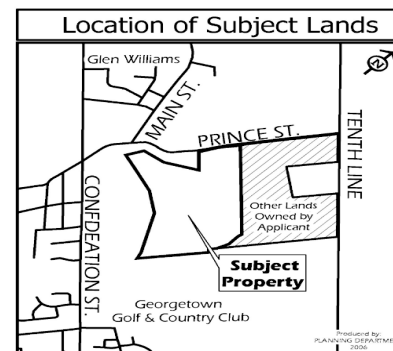 Location of Subject Lands
Glen Williams
MAIN ST.
N
PRINCE ST.
TENTH LINE
CONFDEATION ST.
Other Lands
Owned by
Applicant
Subject
Property
Georgetown
Golf & Country Club
Produced by:
PLANNING DEPARTME
2006